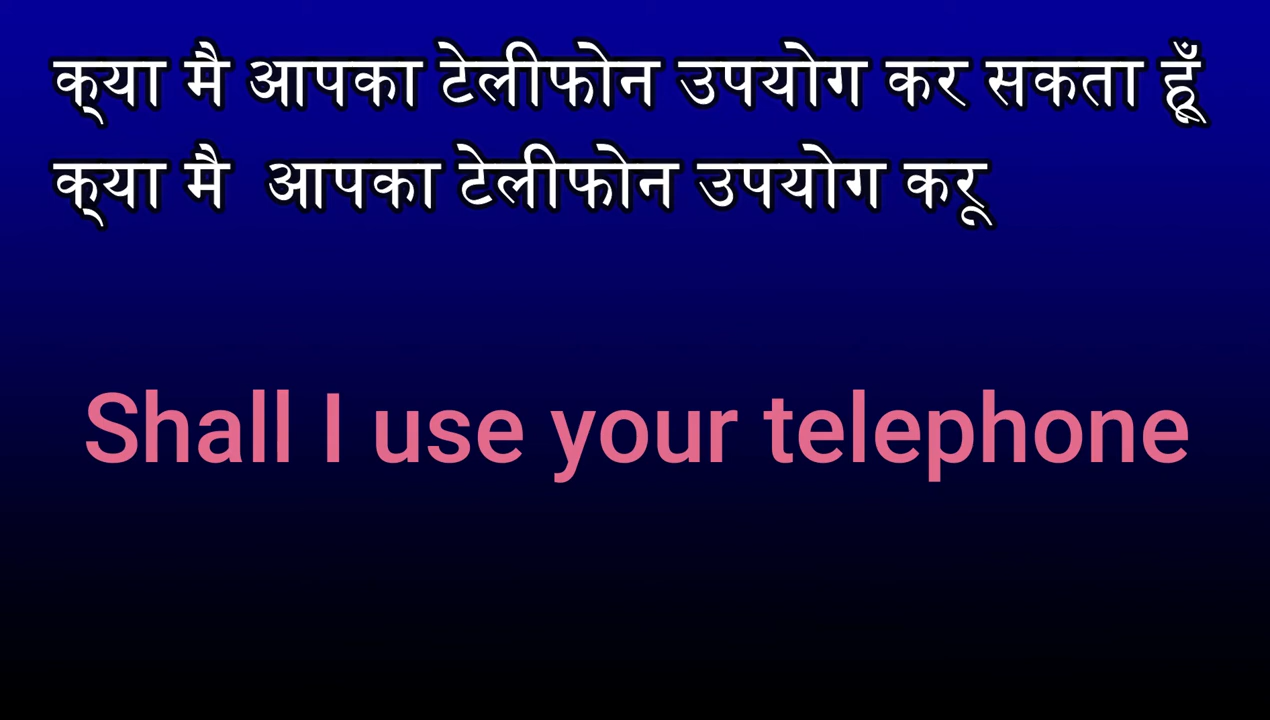 क्या मै आपका टेलीफोन उपयोग कर सकता हूँ
क्या मै आपका टेलीफोन उपयोग करू
Shall I use your telephone